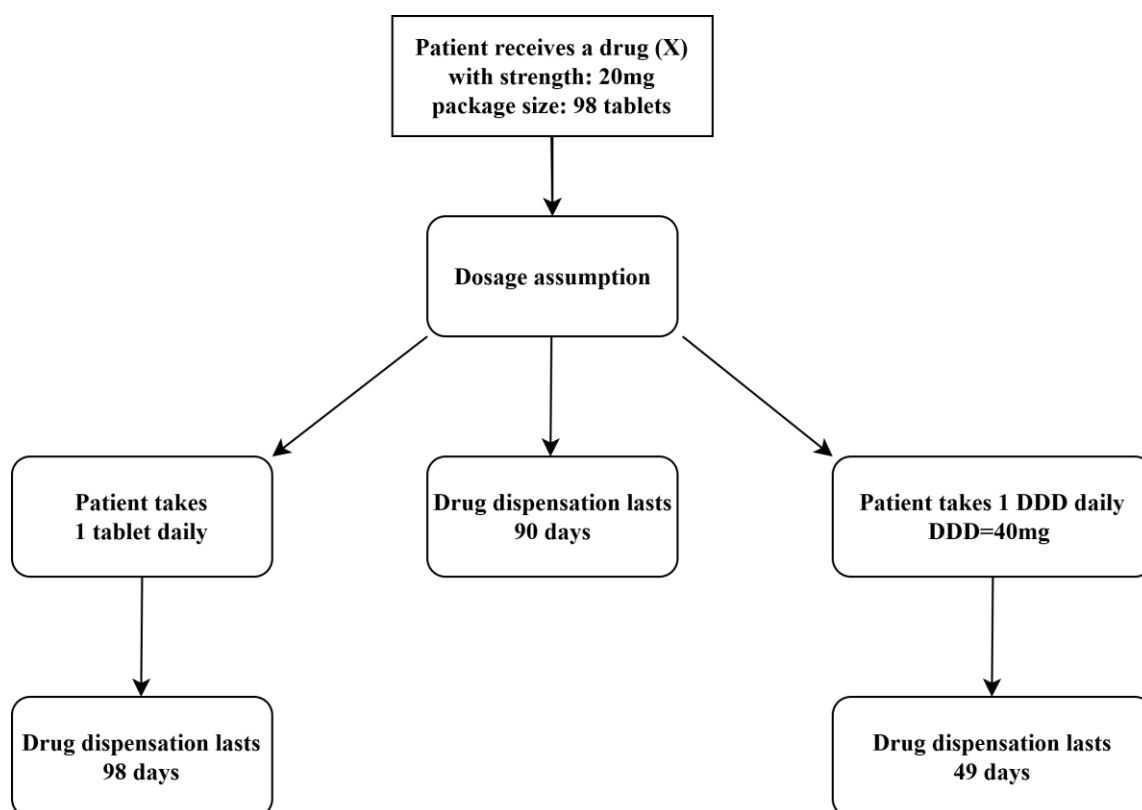 Patient receives a drug (X)
with strength: 20mg
package size: 98 tablets
Dosage assumption
Patient takes
1 tablet daily
Drug dispensation lasts
90 days
Patient takes 1 DDD daily
DDD=40mg
Drug dispensation lasts
98 days
Drug dispensation lasts
49 days